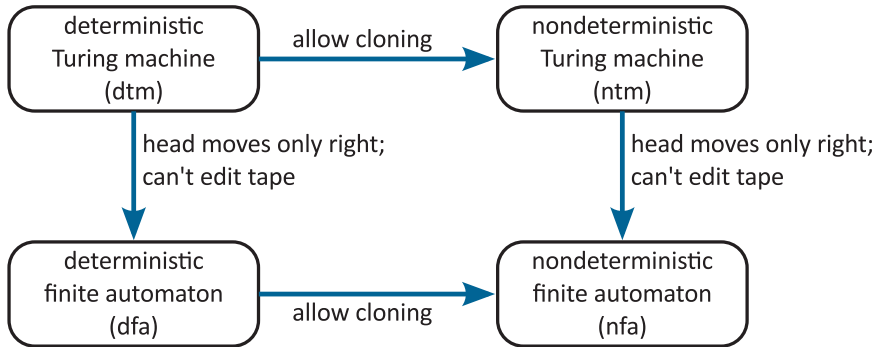 deterministic
Turing machine
(dtm)
allow cloning
nondeterministic
Turing machine
(ntm)
head moves only right;
can't edit tape
head moves only right;
can't edit tape
deterministic
finite automaton
(dfa)
allow cloning
nondeterministic
finite automaton
(nfa)